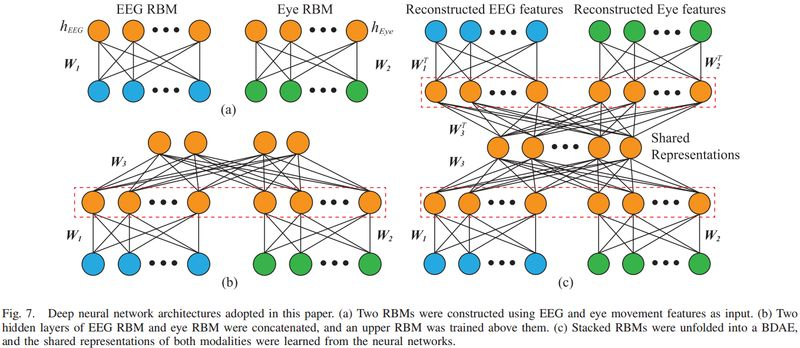 EEG RBM
Eye RBM
h_EEG
h_Eye
W_1
W_2
(a)
W_3
W_1
W_2
(b)
Reconstructed EEG features
Reconstructed Eye features
W_1^T
W_2^T
W_3^T
Shared
Representations
W_3
W_1
W_2
(c)
Fig. 7. Deep neural network architectures adopted in this paper. (a) Two RBMs were constructed using EEG and eye movement features as input. (b) Two
hidden layers of EEG RBM and eye RBM were concatenated, and an upper RBM was trained above them. (c) Stacked RBMs were unfolded into a BDAE,
and the shared representations of both modalities were learned from the neural networks.